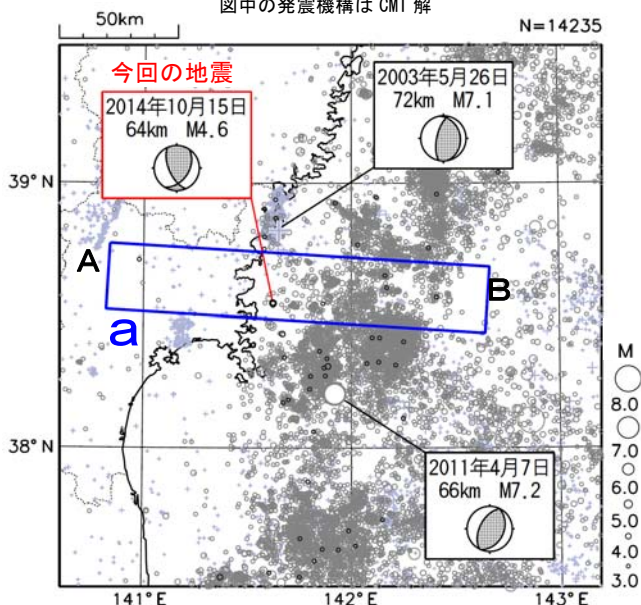 図中の発震機構は CMT 解
50km
N=14235
今回の地震
2014年10月15日
64km M4.6
2003年5月26日
72km M7.1
39°N
A
B
a
M
8.0
7.0
6.0
5.0
4.0
3.0
38°N
2011年4月7日
66km M7.2
141°E
142°E
143°E